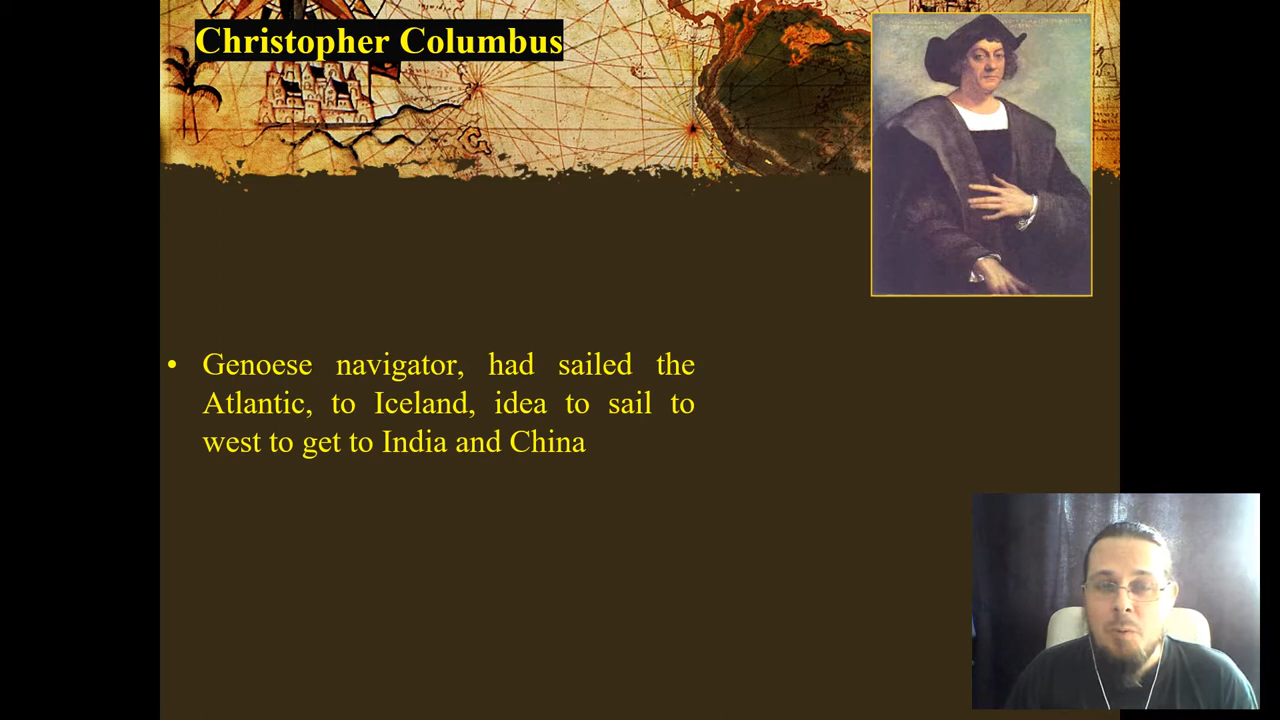 Christopher Columbus
• Genoese navigator, had sailed the
Atlantic, to Iceland, idea to sail to
west to get to India and China